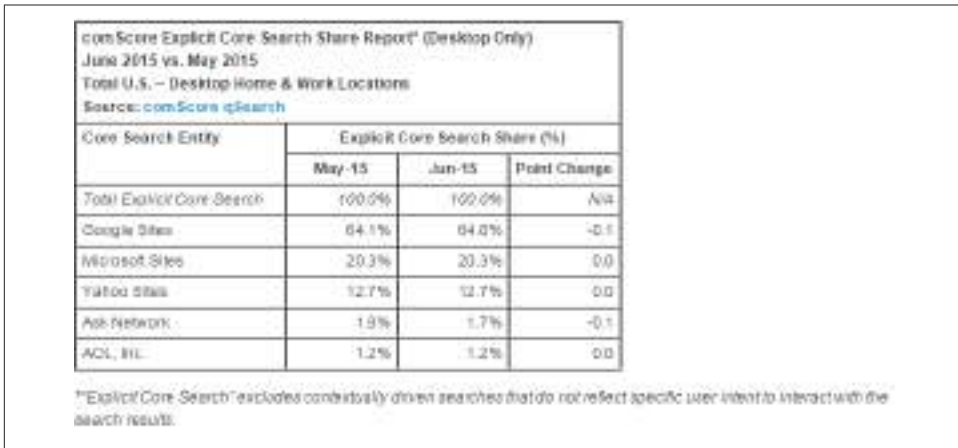 comScore Explicit Core Search Share Report* (Desktop Only)
June 2015 vs. May 2015
Total U.S. – Desktop Home & Work Locations
Source: comScore qSearch
Core Search Entity Explicit Core Search Share (%)
May-15 Jun-15 Point Change
Total Explicit Core Search 100.0% 100.0% N/A
Google Sites 64.1% 64.0% -0.1
Microsoft Sites 20.3% 20.3% 0.0
Yahoo Sites 12.7% 12.7% 0.0
Ask Network 1.7% -0.1
AOL, Inc. 1.2% 1.2% 0.0
*"Explicit Core Search" excludes contextually driven searches that do not reflect specific user intent to interact with the
search results.